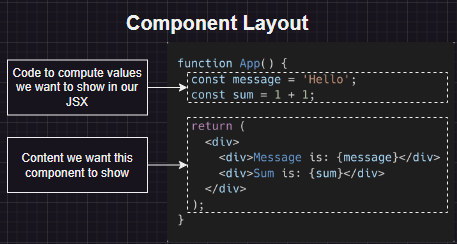 Component Layout
Code to compute values
we want to show in our
JSX
Content we want this
component to show
function App() {
  const message = 'Hello';
  const sum = 1 + 1;
  return (
    <div>
      <div>Message is: {message}</div>
      <div>Sum is: {sum}</div>
    </div>
  );
}